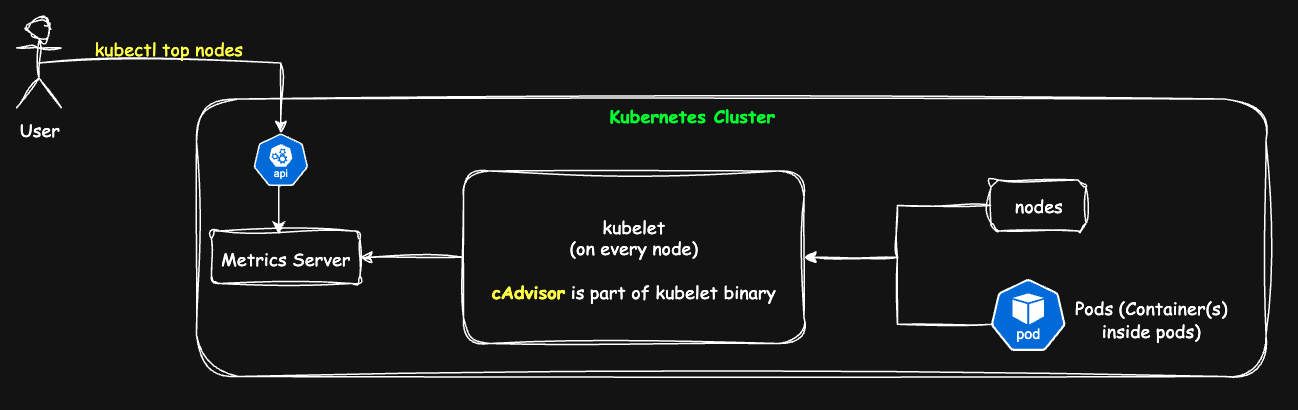 kubectl top nodes
User
Kubernetes Cluster
api
Metrics Server
kubelet
(on every node)
cAdvisor is part of kubelet binary
nodes
pod
Pods (Container(s)
inside pods)